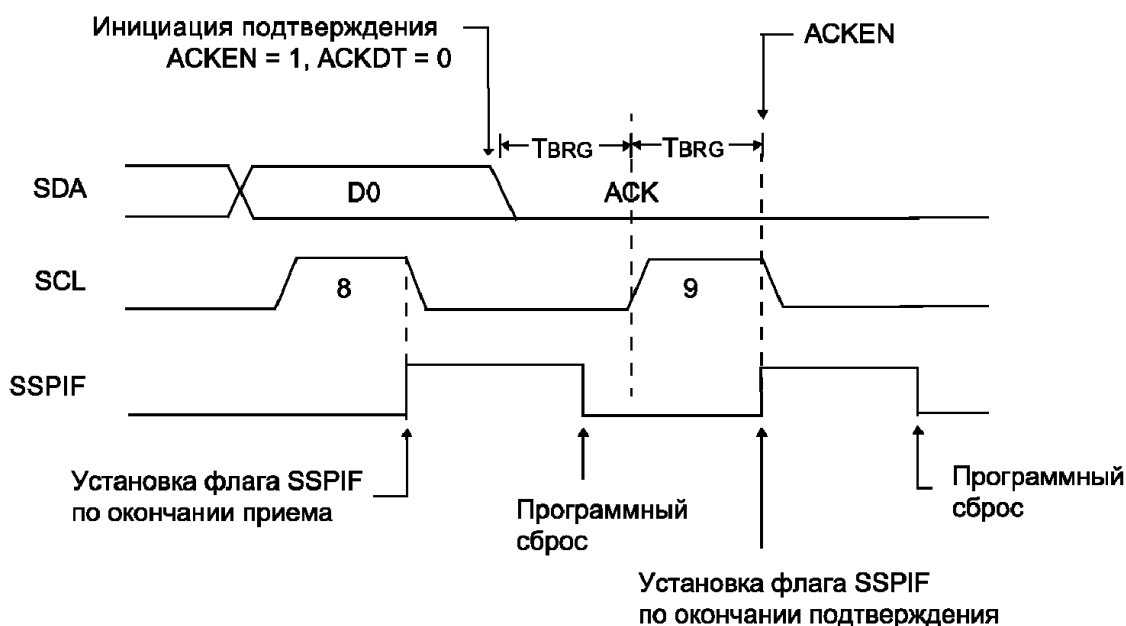 Инициация подтверждения
ACKEN = 1, ACKDT = 0
ACKEN
TBRG
TBRG
SDA
D0
ACK
SCL
8
9
SSPIF
Установка флага SSPIF
по окончании приема
Программный
сброс
Программный
сброс
Установка флага SSPIF
по окончании подтверждения